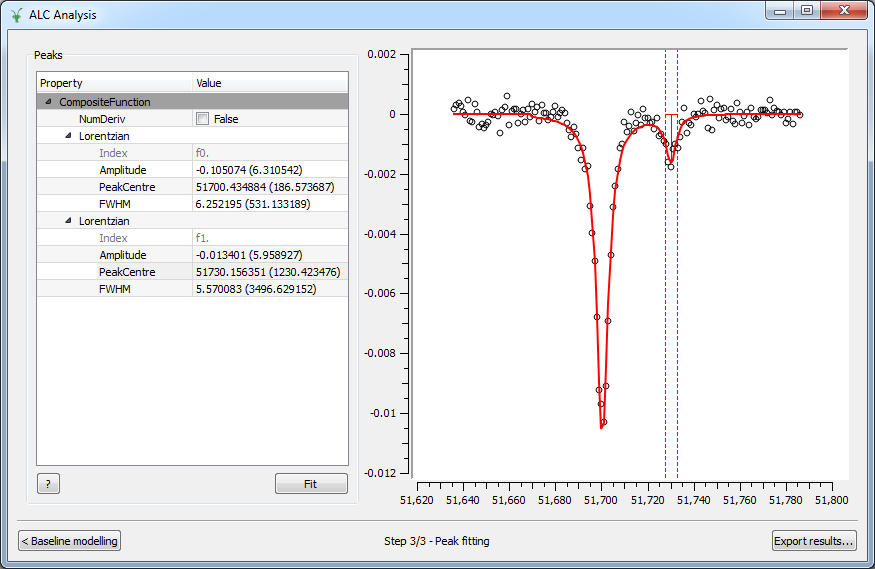 ALC Analysis
Peaks
Property Value
CompositeFunction
NumDeriv False
Lorentzian
Index f0.
Amplitude -0.105074 (6.310542)
PeakCentre 51700.434884 (186.573687)
FWHM 6.252195 (531.133189)
Lorentzian
Index f1.
Amplitude -0.013401 (5.958927)
PeakCentre 51730.156351 (1230.423476)
FWHM 5.570083 (3496.629152)
? Fit
0.002
0
-0.002
-0.004
-0.006
-0.008
-0.01
-0.012
51,620 51,640 51,660 51,680 51,700 51,720 51,740 51,760 51,780 51,800
< Baseline modelling Step 3/3 - Peak fitting Export results...